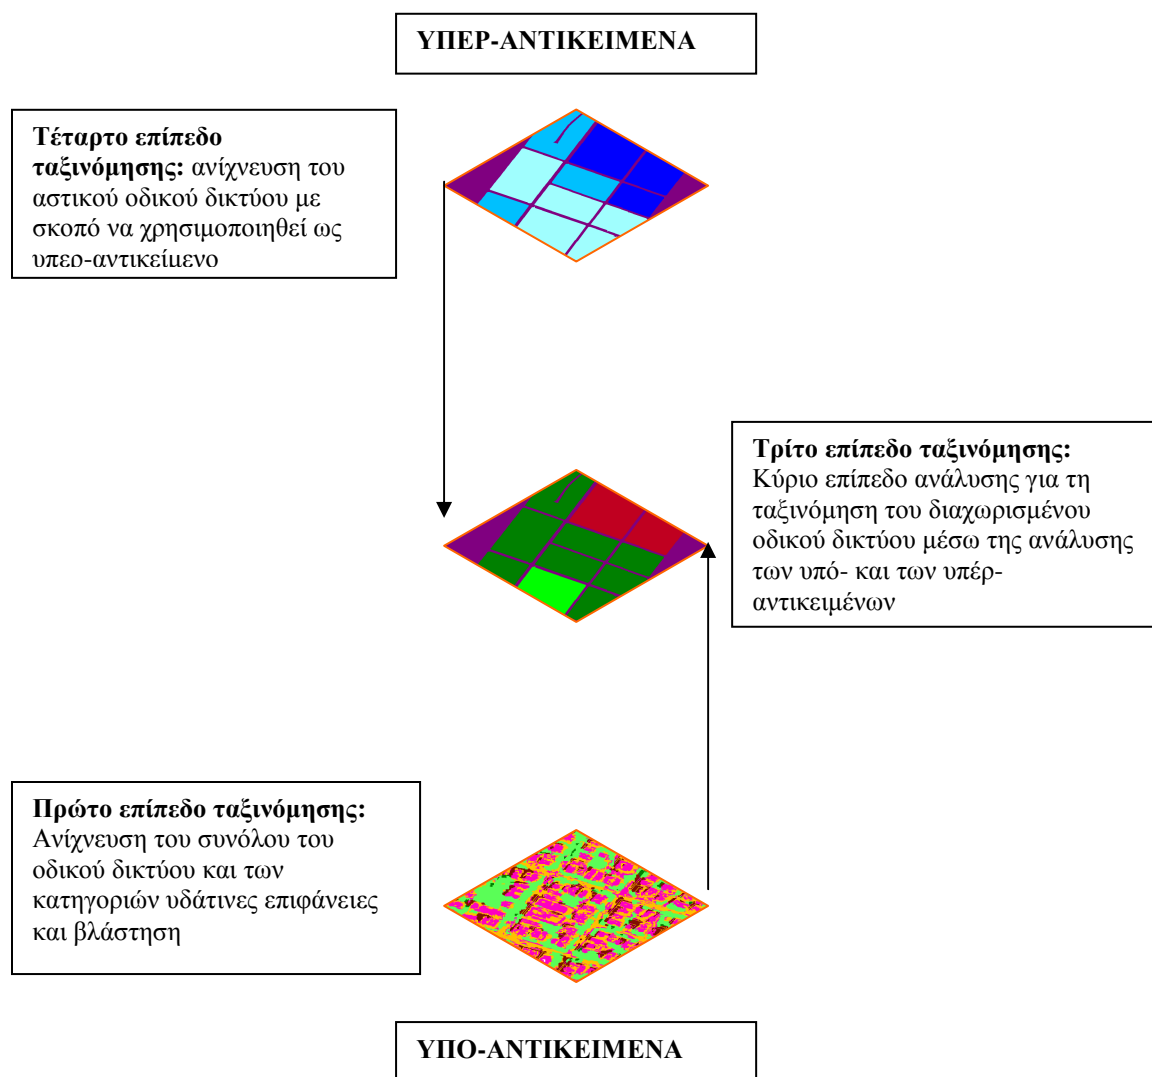 ΥΠΕΡ-ΑΝΤΙΚΕΙΜΕΝΑ
Τέταρτο επίπεδο
ταξινόμησης: ανίχνευση του
αστικού οδικού δικτύου με
σκοπό να χρησιμοποιηθεί ως
υπερ-αντικείμενο
Τρίτο επίπεδο ταξινόμησης:
Κύριο επίπεδο ανάλυσης για τη
ταξινόμηση του διαχωρισμένου
οδικού δικτύου μέσω της ανάλυσης
των υπό- και των υπέρ-
αντικειμένων
Πρώτο επίπεδο ταξινόμησης:
Ανίχνευση του συνόλου του
οδικού δικτύου και των
κατηγοριών υδάτινες επιφάνειες
και βλάστηση
ΥΠΟ-ΑΝΤΙΚΕΙΜΕΝΑ